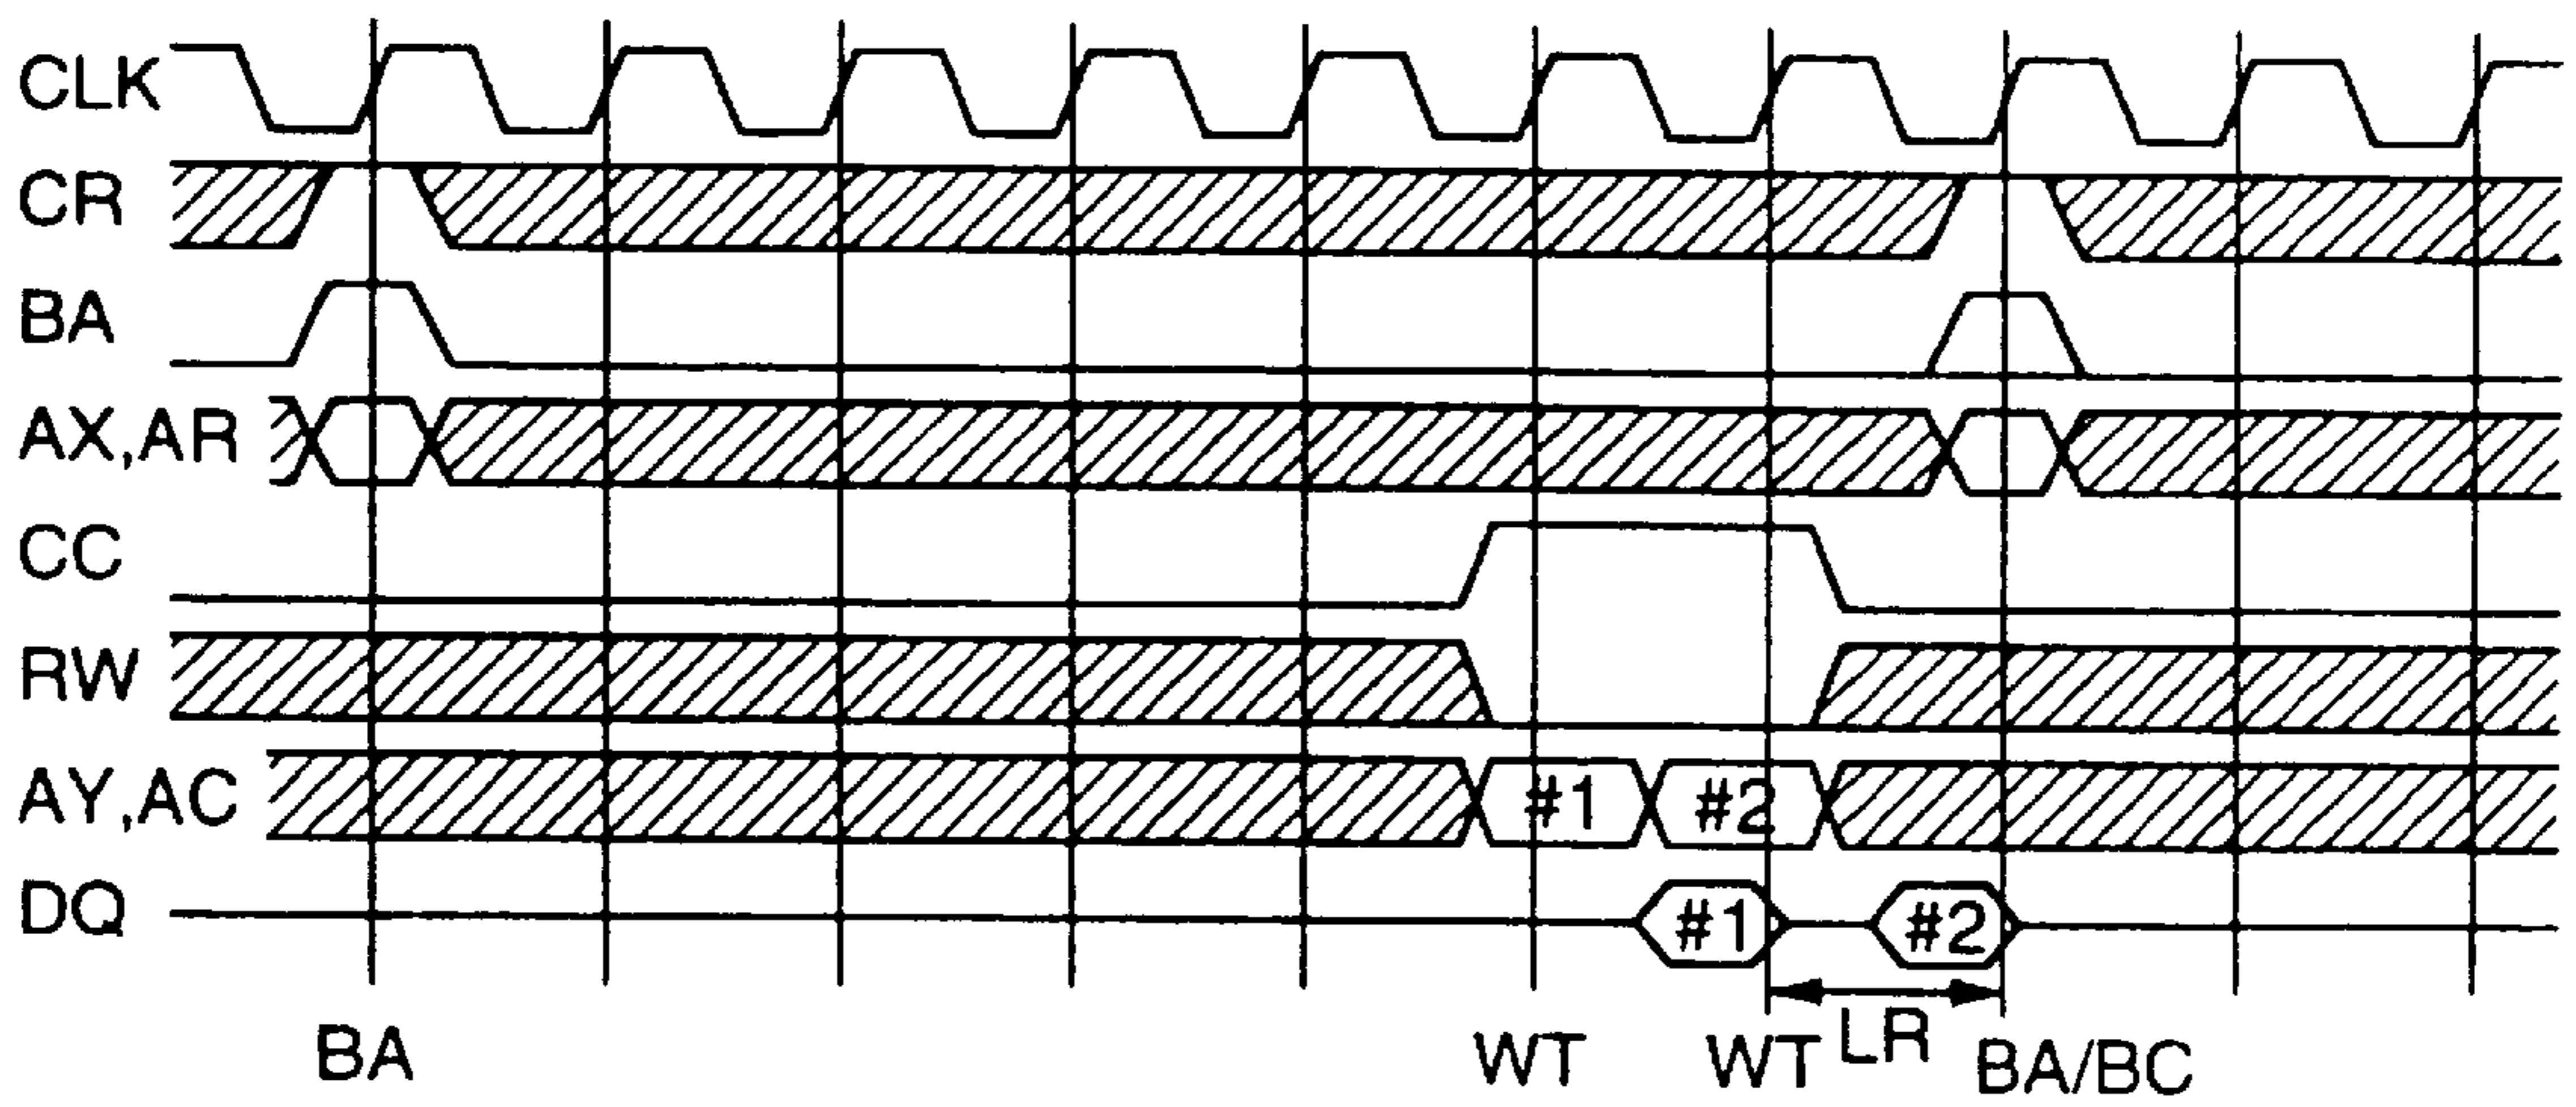 CLK
CR
BA
AX,AR
CC
RW
AY,AC #1 #2
DQ #1 #2
BA WT WT LR BA/BC